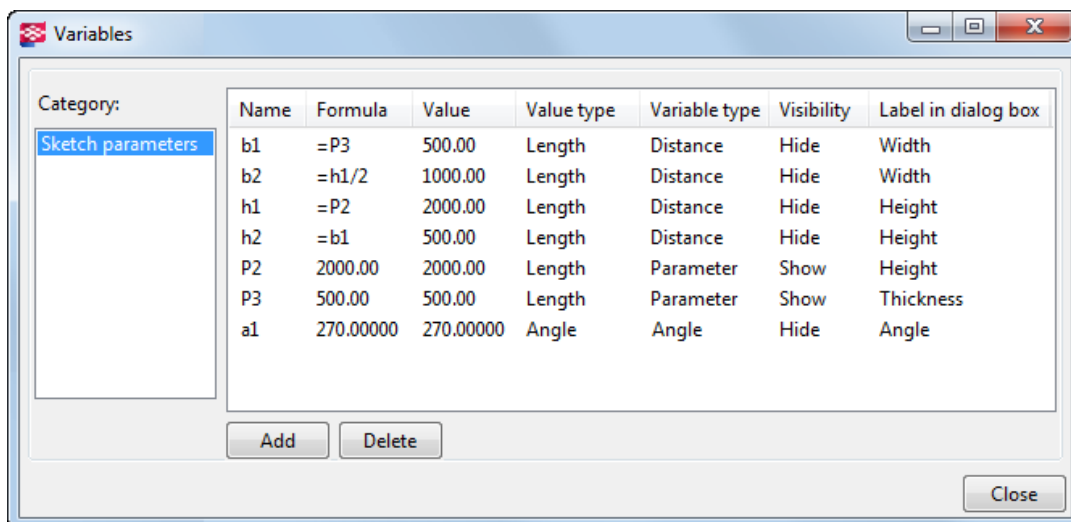 Variables
Category:
Sketch parameters
Name Formula Value Value type Variable type Visibility Label in dialog box
b1 =P3 500.00 Length Distance Hide Width
b2 =h1/2 1000.00 Length Distance Hide Width
h1 =P2 2000.00 Length Distance Hide Height
h2 =b1 500.00 Length Distance Hide Height
P2 2000.00 2000.00 Length Parameter Show Height
P3 500.00 500.00 Length Parameter Show Thickness
a1 270.00000 270.00000 Angle Angle Hide Angle
Add Delete
Close